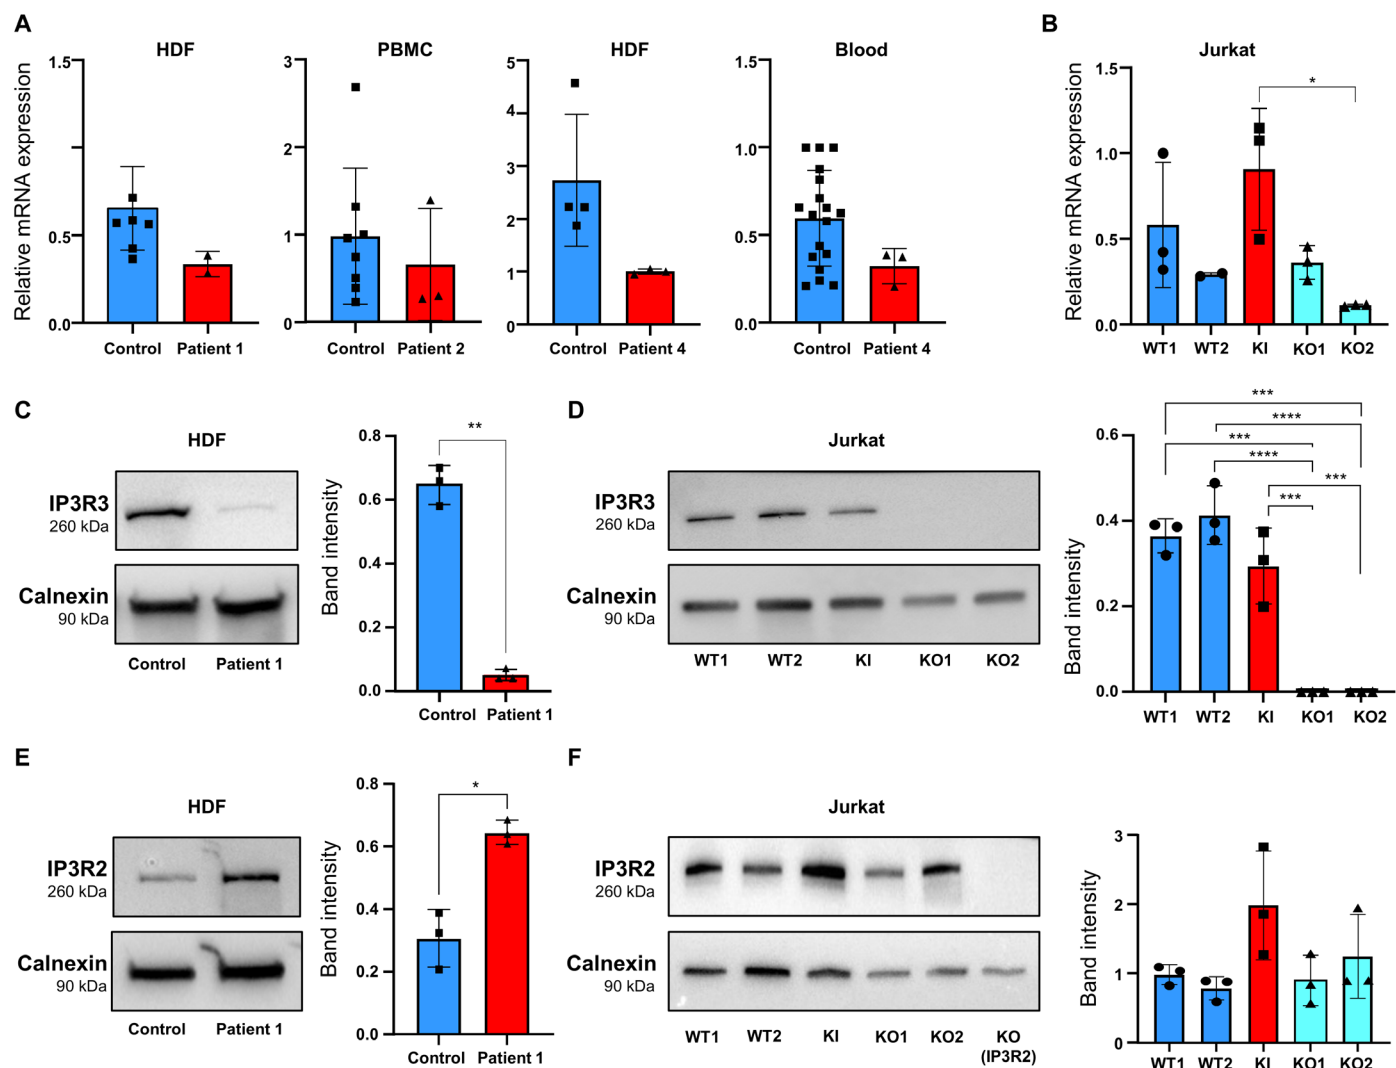 A
B
HDF
PBMC
HDF
Blood
Jurkat
Relative mRNA expression
1.5
0.5
0.0
Control
Patient 1
3
2
1
0
Control
Patient 2
5
4
3
2
1
0
Control
Patient 4
1.5
1.0
0.5
0.0
Control
Patient 4
Relative mRNA expression
1.5
1.0
0.5
0.0
*
WT1
WT2
KI
KO1
KO2
C
HDF
IP3R3
260 kDa
Calnexin
90 kDa
Control
Patient 1
Band intensity
0.8
0.6
0.4
0.2
0.0
**
Control
Patient 1
D
Jurkat
IP3R3
260 kDa
Calnexin
90 kDa
WT1
WT2
KI
KO1
KO2
Band intensity
0.6
0.4
0.2
0.0
***
****
***
****
***
***
WT1
WT2
KI
KO1
KO2
E
HDF
IP3R2
260 kDa
Calnexin
90 kDa
Control
Patient 1
Band intensity
0.8
0.6
0.4
0.2
0.0
*
Control
Patient 1
F
Jurkat
IP3R2
260 kDa
Calnexin
90 kDa
WT1
WT2
KI
KO1
KO2
KO
(IP3R2)
Band intensity
3
2
1
0
WT1
WT2
KI
KO1
KO2